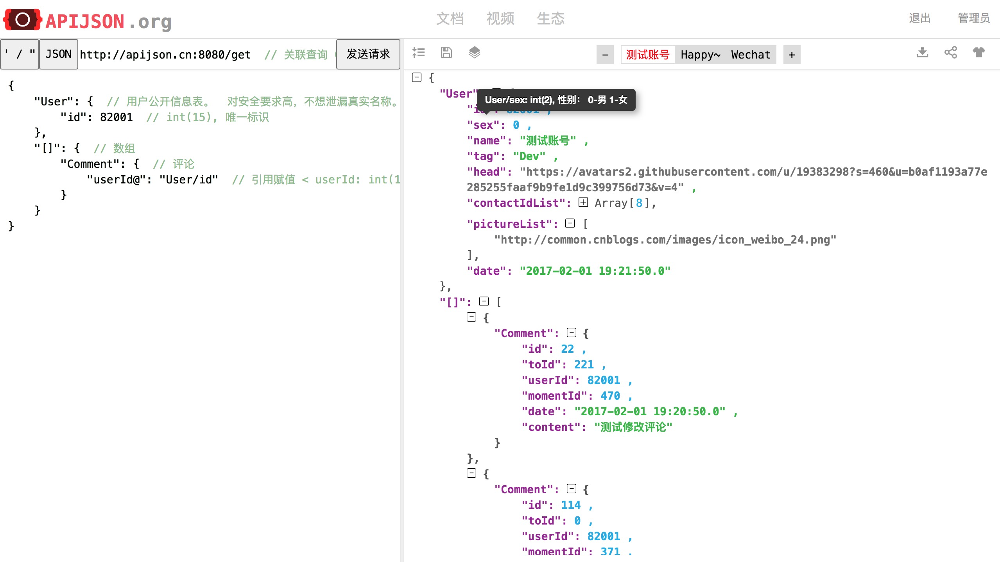 APIJSON.org
文档 视频 生态
退出 管理员
' / " JSON http://apijson.cn:8080/get // 关联查询 发送请求
- 测试账号 Happy~ Wechat +
{
"User": { // 用户公开信息表。 对安全要求高，不想泄漏真实名称。
"id": 82001 // int(15), 唯一标识
},
"[]": { // 数组
"Comment": { // 评论
"userId@": "User/id" // 引用赋值 < userId: int(1
}
}
}
{
"User"
User/sex: int(2), 性别： 0-男 1-女
"id": 82001 ,
"sex": 0 ,
"name": "测试账号" ,
"tag": "Dev" ,
"head": "https://avatars2.githubusercontent.com/u/19383298?s=460&u=b0af1193a77e
285255faaf9b9fe1d9c399756d73&v=4" ,
"contactIdList": + Array[8],
"pictureList": - [
"http://common.cnblogs.com/images/icon_weibo_24.png"
],
"date": "2017-02-01 19:21:50.0"
},
"[]": - [
- {
"Comment": - {
"id": 22 ,
"toId": 221 ,
"userId": 82001 ,
"momentId": 470 ,
"date": "2017-02-01 19:20:50.0" ,
"content": "测试修改评论"
}
},
- {
"Comment": - {
"id": 114 ,
"toId": 0 ,
"userId": 82001 ,
"momentId": 371 ,